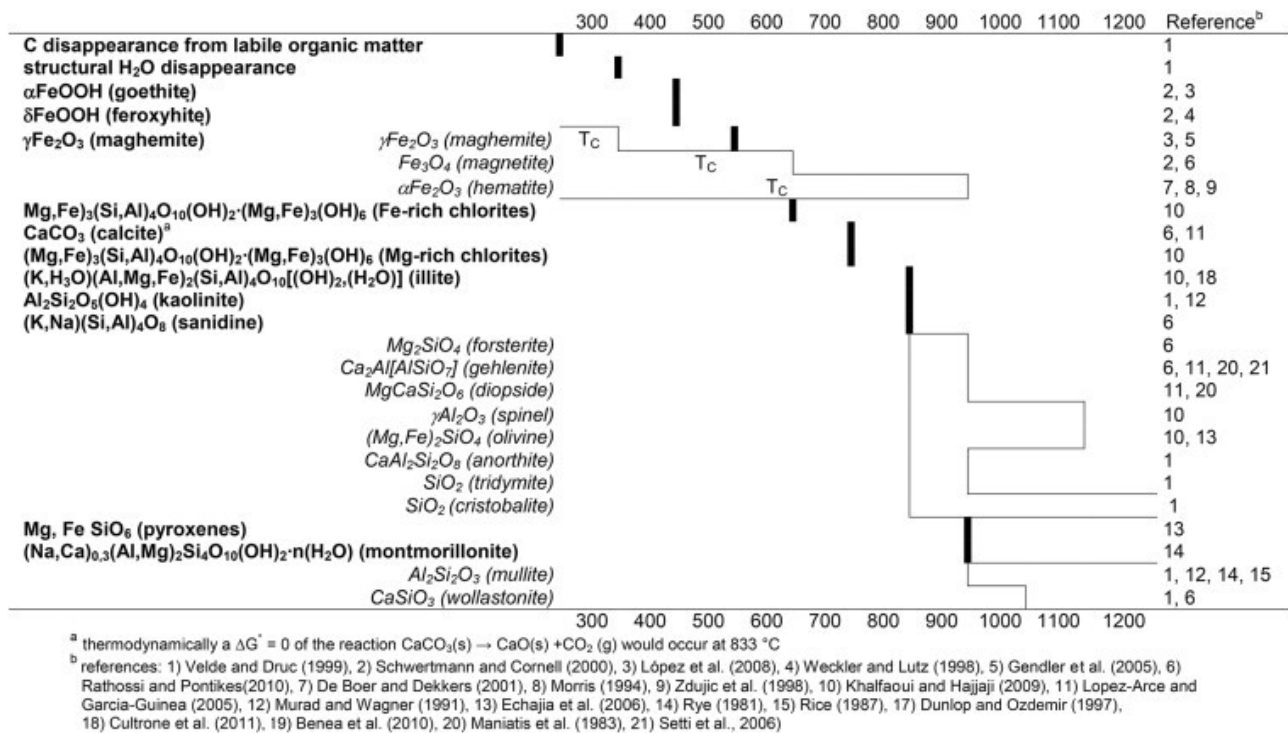 300 400 500 600 700 800 900 1000 1100 1200 Referenceᵇ
C disappearance from labile organic matter 1
structural H₂O disappearance 1
αFeOOH (goethite) 2, 3
δFeOOH (feroxyhite) 2, 4
γFe₂O₃ (maghemite) γFe₂O₃ (maghemite) T_C 3, 5
Fe₃O₄ (magnetite) T_C 2, 6
αFe₂O₃ (hematite) T_C 7, 8, 9
Mg,Fe)₃(Si,Al)₄O₁₀(OH)₂·(Mg,Fe)₃(OH)₆ (Fe-rich chlorites) 10
CaCO₃ (calcite)ᵃ 6, 11
(Mg,Fe)₃(Si,Al)₄O₁₀(OH)₂·(Mg,Fe)₃(OH)₆ (Mg-rich chlorites) 10
(K,H₃O)(Al,Mg,Fe)₂(Si,Al)₄O₁₀[(OH)₂,(H₂O)] (illite) 10, 18
Al₂Si₂O₅(OH)₄ (kaolinite) 1, 12
(K,Na)(Si,Al)₄O₈ (sanidine) 6
Mg₂SiO₄ (forsterite) 6
Ca₂Al[AlSiO₇] (gehlenite) 6, 11, 20, 21
MgCaSi₂O₆ (diopside) 11, 20
γAl₂O₃ (spinel) 10
(Mg,Fe)₂SiO₄ (olivine) 10, 13
CaAl₂Si₂O₈ (anorthite) 1
SiO₂ (tridymite) 1
SiO₂ (cristobalite) 1
Mg, Fe SiO₆ (pyroxenes) 13
(Na,Ca)₀,₃(Al,Mg)₂Si₄O₁₀(OH)₂·n(H₂O) (montmorillonite) 14
Al₂Si₂O₃ (mullite) 1, 12, 14, 15
CaSiO₃ (wollastonite) 1, 6
300 400 500 600 700 800 900 1000 1100 1200
ᵃ thermodynamically a ΔG° = 0 of the reaction CaCO₃(s) → CaO(s) +CO₂ (g) would occur at 833 °C
ᵇ references: 1) Velde and Druc (1999), 2) Schwertmann and Cornell (2000), 3) López et al. (2008), 4) Weckler and Lutz (1998), 5) Gendler et al. (2005), 6)
Rathossi and Pontikes(2010), 7) De Boer and Dekkers (2001), 8) Morris (1994), 9) Zdujic et al. (1998), 10) Khalfaoui and Hajjaji (2009), 11) Lopez-Arce and
Garcia-Guinea (2005), 12) Murad and Wagner (1991), 13) Echajia et al. (2006), 14) Rye (1981), 15) Rice (1987), 17) Dunlop and Ozdemir (1997),
18) Cultrone et al. (2011), 19) Benea et al. (2010), 20) Maniatis et al. (1983), 21) Setti et al., 2006)